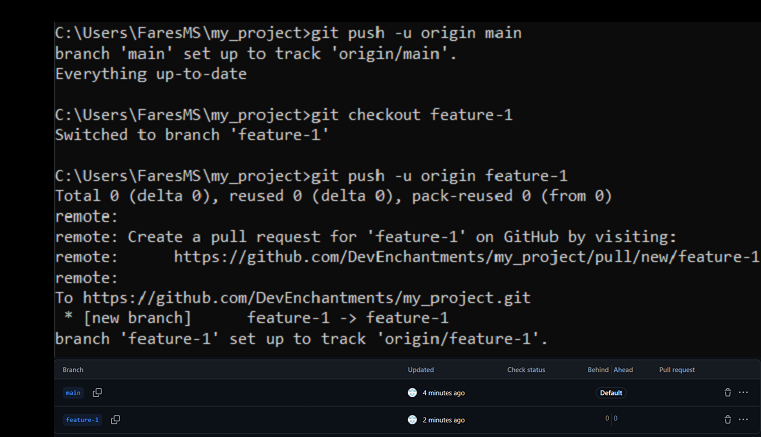 C:\Users\FaresMS\my_project>git push -u origin main
branch 'main' set up to track 'origin/main'.
Everything up-to-date
C:\Users\FaresMS\my_project>git checkout feature-1
Switched to branch 'feature-1'
C:\Users\FaresMS\my_project>git push -u origin feature-1
Total 0 (delta 0), reused 0 (delta 0), pack-reused 0 (from 0)
remote:
remote: Create a pull request for 'feature-1' on GitHub by visiting:
remote:      https://github.com/DevEnchantments/my_project/pull/new/feature-1
remote:
To https://github.com/DevEnchantments/my_project.git
 * [new branch]      feature-1 -> feature-1
branch 'feature-1' set up to track 'origin/feature-1'.
Branch Updated Check status Behind Ahead Pull request
main 4 minutes ago Default
feature-1 2 minutes ago 0 0